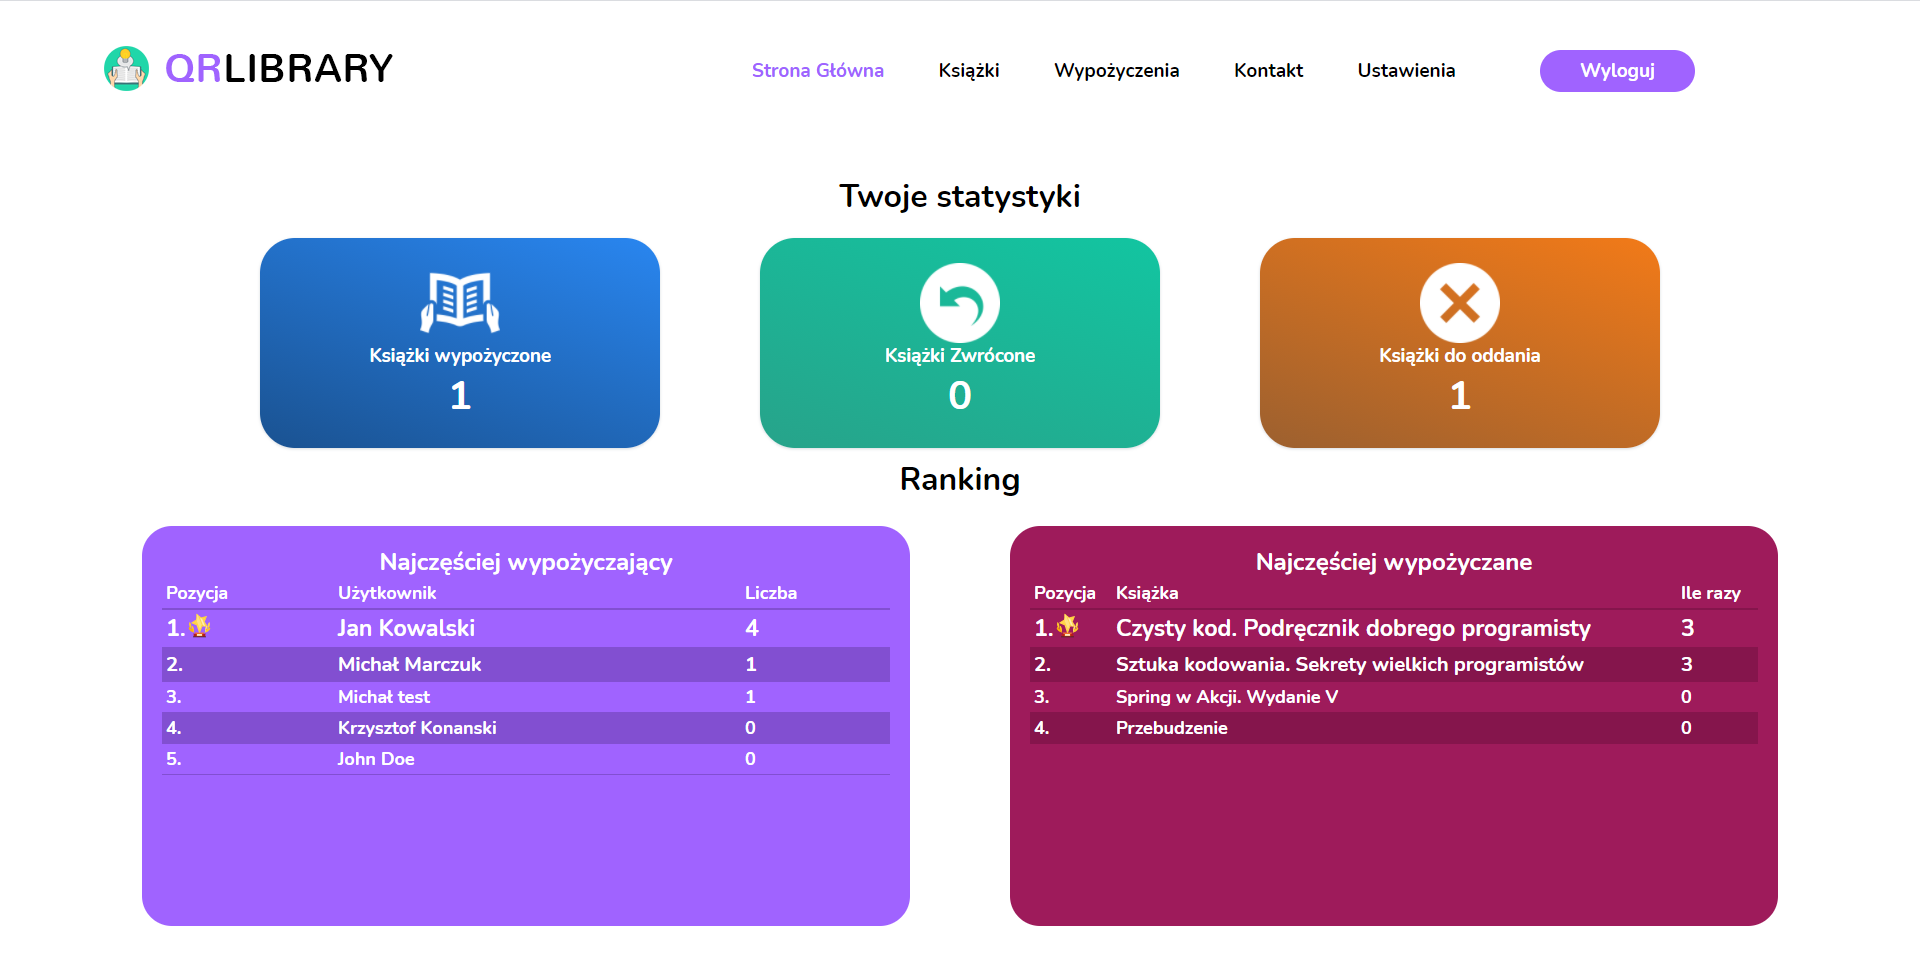 QRLIBRARY
Strona Główna Książki Wypożyczenia Kontakt Ustawienia Wyloguj
Twoje statystyki
Książki wypożyczone
1
Książki Zwrócone
0
Książki do oddania
1
Ranking
Najczęściej wypożyczający
Pozycja Użytkownik Liczba
1. Jan Kowalski 4
2. Michał Marczuk 1
3. Michał test 1
4. Krzysztof Konanski 0
5. John Doe 0
Najczęściej wypożyczane
Pozycja Książka Ile razy
1. Czysty kod. Podręcznik dobrego programisty 3
2. Sztuka kodowania. Sekrety wielkich programistów 3
3. Spring w Akcji. Wydanie V 0
4. Przebudzenie 0